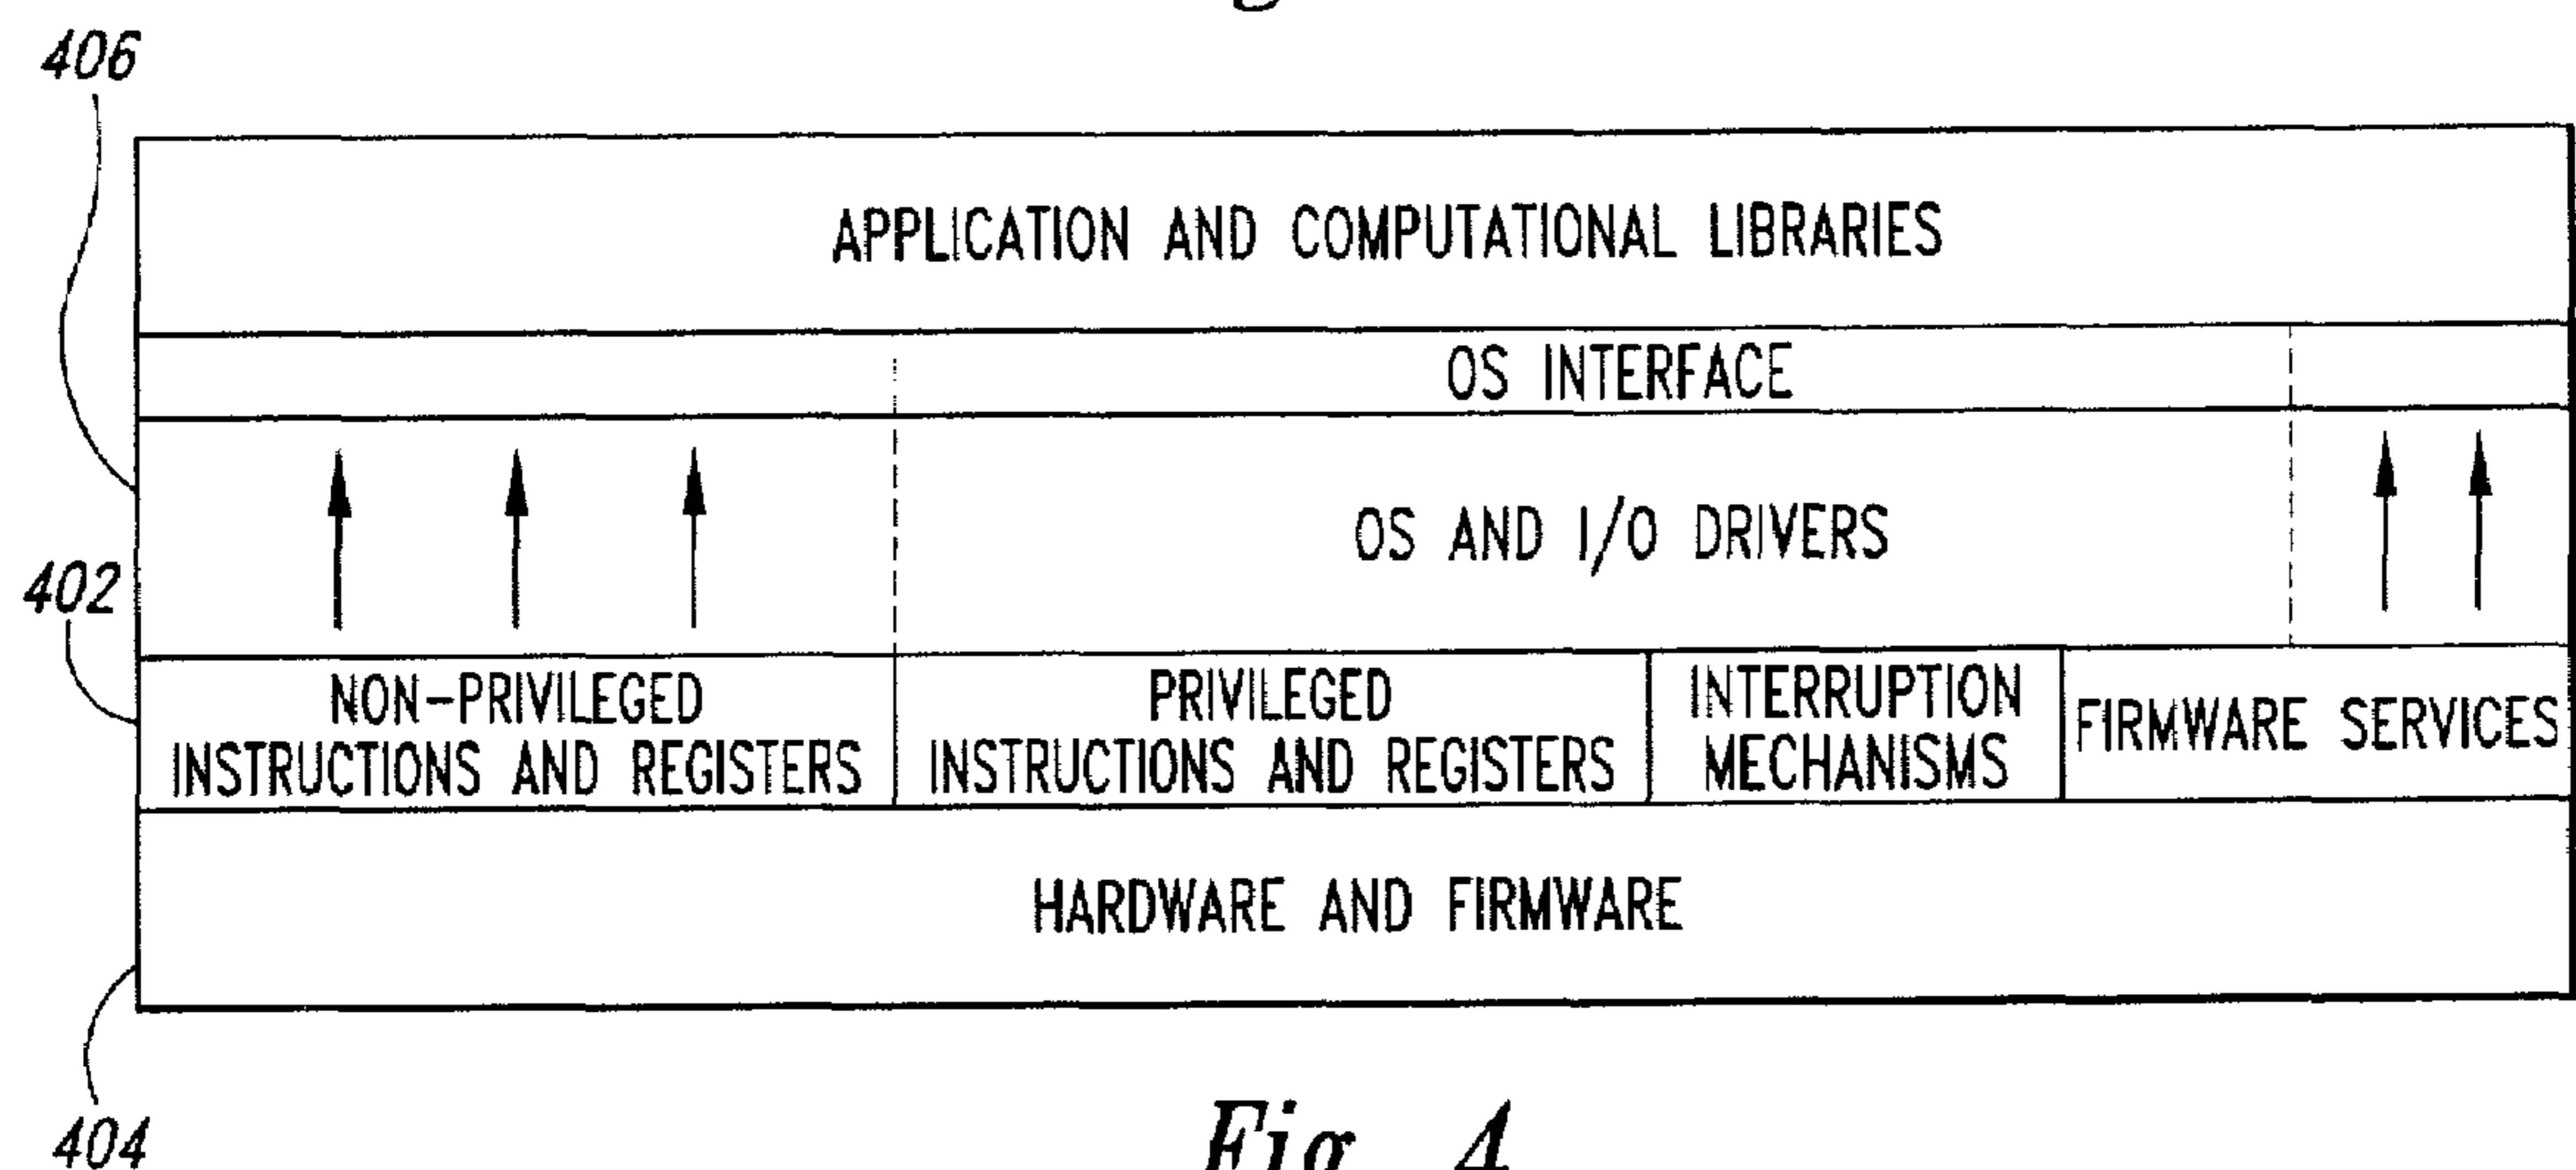 406
APPLICATION AND COMPUTATIONAL LIBRARIES
OS INTERFACE
OS AND I/O DRIVERS
402
NON-PRIVILEGED
INSTRUCTIONS AND REGISTERS
PRIVILEGED
INSTRUCTIONS AND REGISTERS
INTERRUPTION
MECHANISMS
FIRMWARE SERVICES
HARDWARE AND FIRMWARE
404
Fig. 4